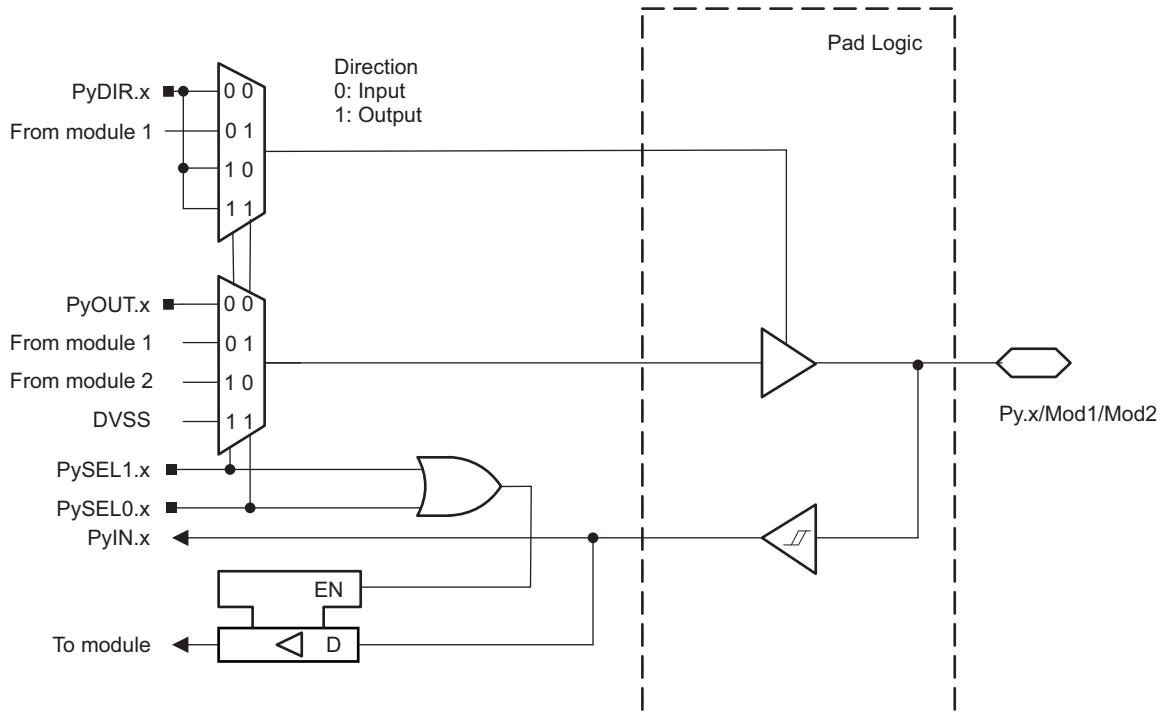 Pad Logic
Direction
0: Input
1: Output
PyDIR.x
0 0
From module 1
0 1
1 0
1 1
PyOUT.x
0 0
From module 1
0 1
From module 2
1 0
DVSS
1 1
Py.x/Mod1/Mod2
PySEL1.x
PySEL0.x
PyIN.x
EN
To module
D